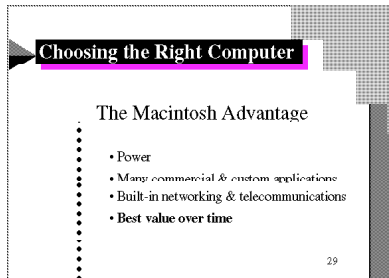 Choosing the Right Computer
The Macintosh Advantage
• Power
• Many commercial & custom applications
• Built-in networking & telecommunications
• Best value over time
29